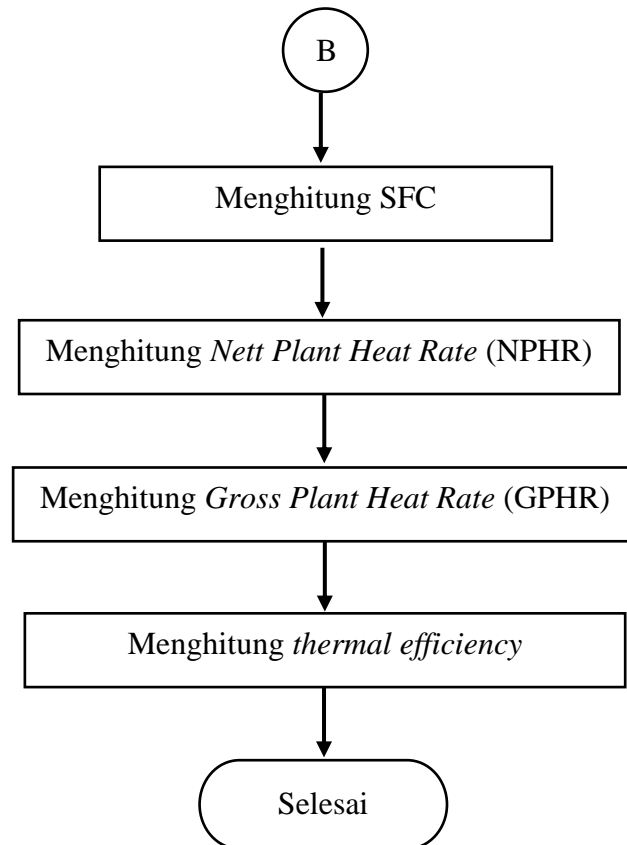 B
Menghitung SFC
Menghitung Nett Plant Heat Rate (NPHR)
Menghitung Gross Plant Heat Rate (GPHR)
Menghitung thermal efficiency
Selesai